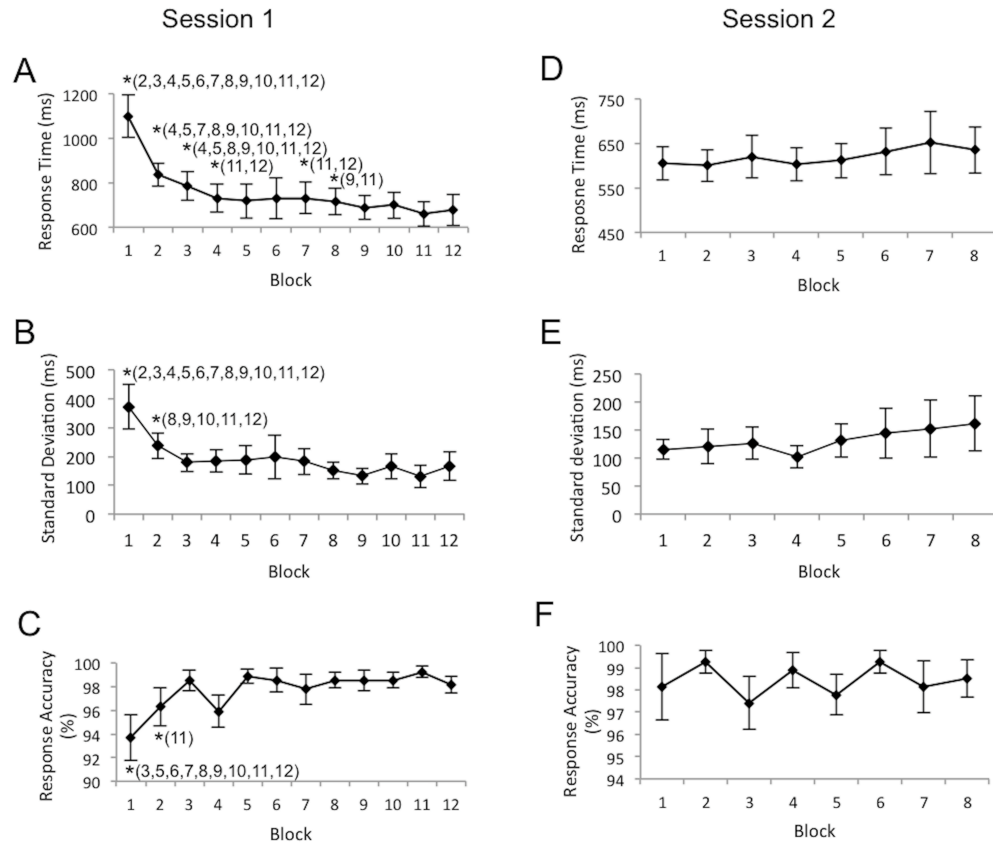 Session 1
Session 2
A
*(2,3,4,5,6,7,8,9,10,11,12)
*(4,5,7,8,9,10,11,12)
*(4,5,8,9,10,11,12)
*(11,12)
*(11,12)
*(9,11)
Response Time (ms)
1200
1000
800
600
1 2 3 4 5 6 7 8 9 10 11 12
Block
D
Resposne Time (ms)
750
650
550
450
1 2 3 4 5 6 7 8
Block
B
*(2,3,4,5,6,7,8,9,10,11,12)
*(8,9,10,11,12)
Standard Deviation (ms)
500
400
300
200
100
0
1 2 3 4 5 6 7 8 9 10 11 12
Block
E
Standard deviation (ms)
250
200
150
100
50
0
1 2 3 4 5 6 7 8
Block
C
Response Accuracy
(%)
100
98
96
94
92
90
*(11)
*(3,5,6,7,8,9,10,11,12)
1 2 3 4 5 6 7 8 9 10 11 12
Block
F
Response Accuracy
(%)
100
99
98
97
96
95
94
1 2 3 4 5 6 7 8
Block